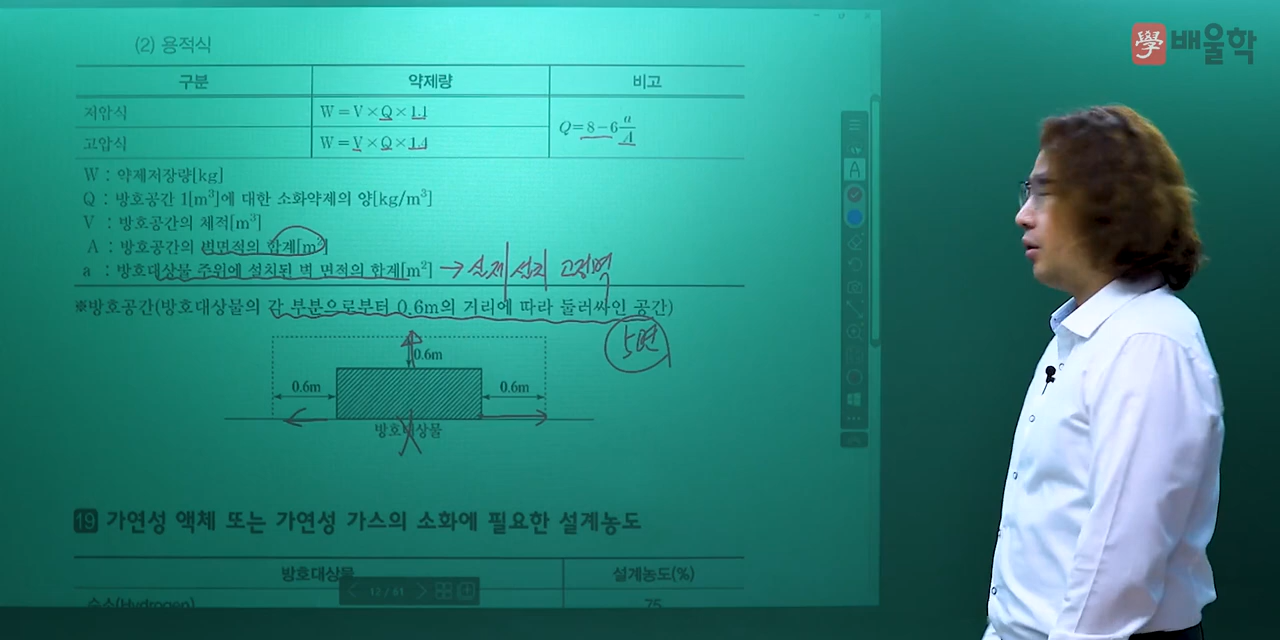 學 배울학
(2) 용적식
구분 약제량 비고
저압식 W = V × Q × 1.1 Q = 8 − 6 a/A
고압식 W = V × Q × 1.4
W : 약제저장량[kg]
Q : 방호공간 1[m³]에 대한 소화약제의 양[kg/m³]
V : 방호공간의 체적[m³]
A : 방호공간의 벽면적의 합계[m²]
a : 방호대상물 주위에 설치된 벽 면적의 합계[m²] → 실제 설치 고정벽
※방호공간(방호대상물의 각 부분으로부터 0.6m의 거리에 따라 둘러싸인 공간)
5면
0.6m
0.6m 0.6m
방호대상물
19 가연성 액체 또는 가연성 가스의 소화에 필요한 설계농도
방호대상물 설계농도(%)
12 / 61
수소(Hydrogen) 75